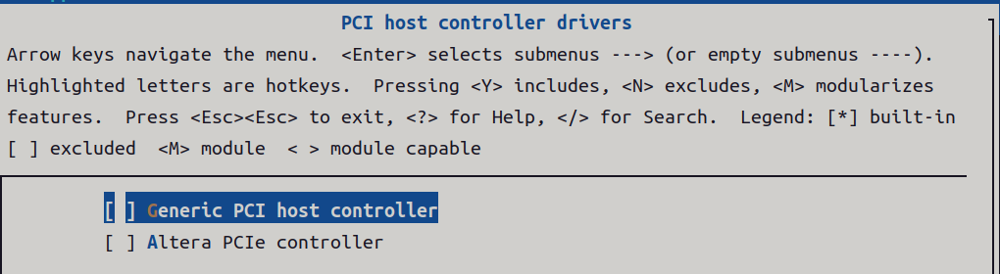 PCI host controller drivers
Arrow keys navigate the menu.  <Enter> selects submenus ---> (or empty submenus ----).
Highlighted letters are hotkeys.  Pressing <Y> includes, <N> excludes, <M> modularizes
features.  Press <Esc><Esc> to exit, <?> for Help, </> for Search.  Legend: [*] built-in
[ ] excluded  <M> module  < > module capable
[ ] Generic PCI host controller
[ ] Altera PCIe controller